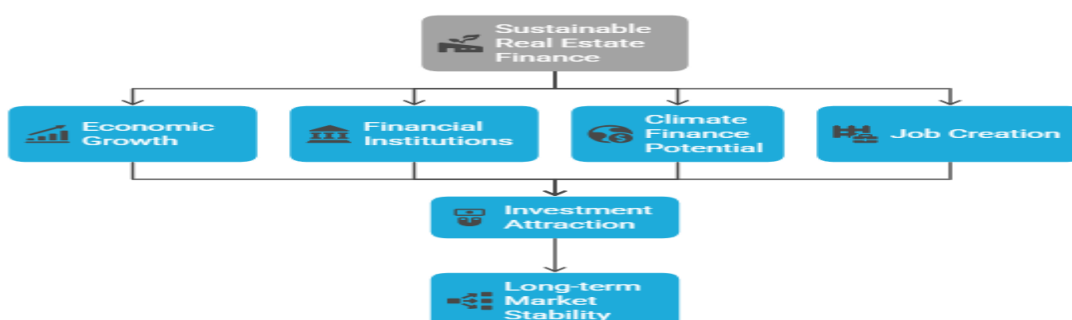 Sustainable
Real Estate
Finance
Economic
Growth
Financial
Institutions
Climate
Finance
Potential
Job Creation
Investment
Attraction
Long-term
Market
Stability